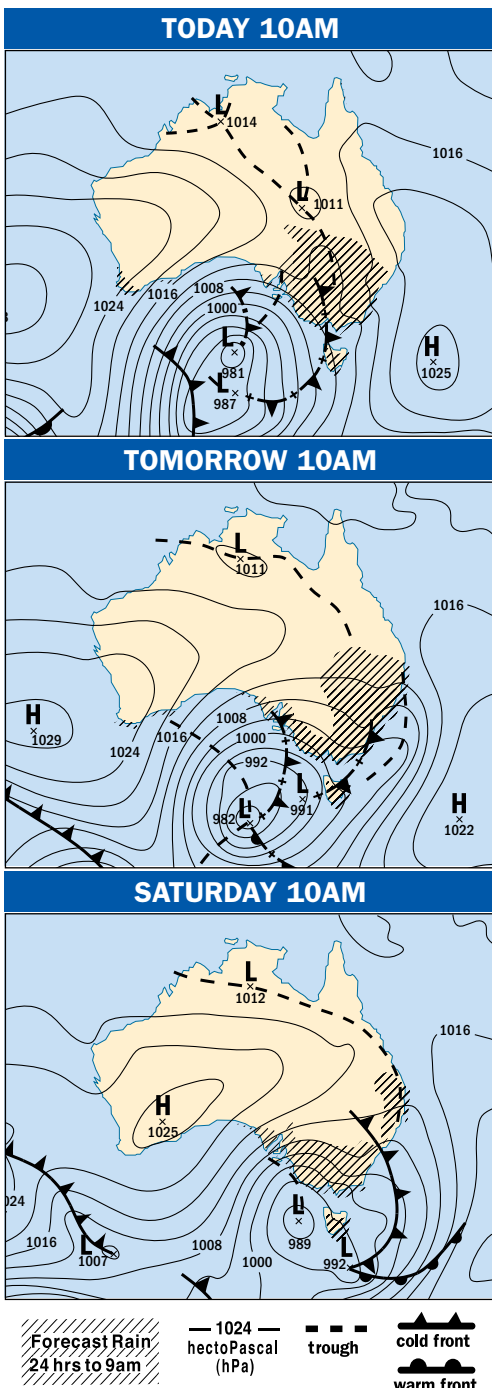 TODAY 10AM
L
1014
1016
L
1011
1008
1024
1016
1000
L
981
L
987
H
1025
TOMORROW 10AM
L
1011
1016
H
1029
1008
1024
1016
1000
992
L
991
L
982
H
1022
SATURDAY 10AM
L
1012
1016
H
1025
1024
1016
L
1007
1008
1000
L
989
L
992
Forecast Rain
24 hrs to 9am
1024
hectoPascal
(hPa)
trough
cold front
warm front